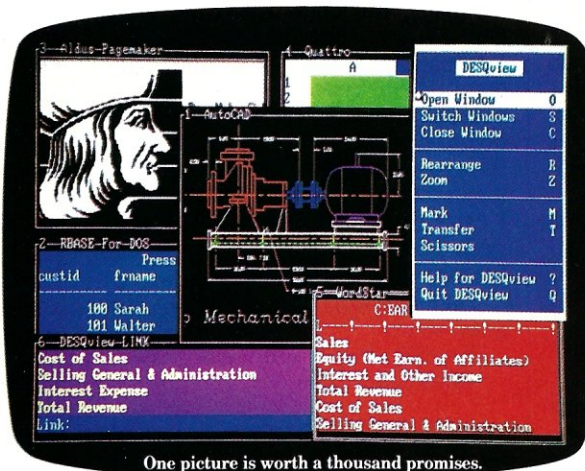 3-Aldus-Pagemaker
4-Quattro
A
1
2
DESQview
Open Window O
Switch Windows S
Close Window C
Rearrange R
Zoom Z
Mark M
Transfer T
Scissors
Help for DESQview ?
Quit DESQview Q
1-AutoCAD
Mechanical
2-RBASE-For-DOS
Press
custid frname
100 Sarah
101 Walter
5-WordStar
C:EAR
L
Sales
Equity (Net Earn. of Affiliates)
Interest and Other Income
Total Revenue
Cost of Sales
Selling General & Administration
6-DESQview-LINK
Cost of Sales
Selling General & Administration
Interest Expense
Total Revenue
Link:
One picture is worth a thousand promises.